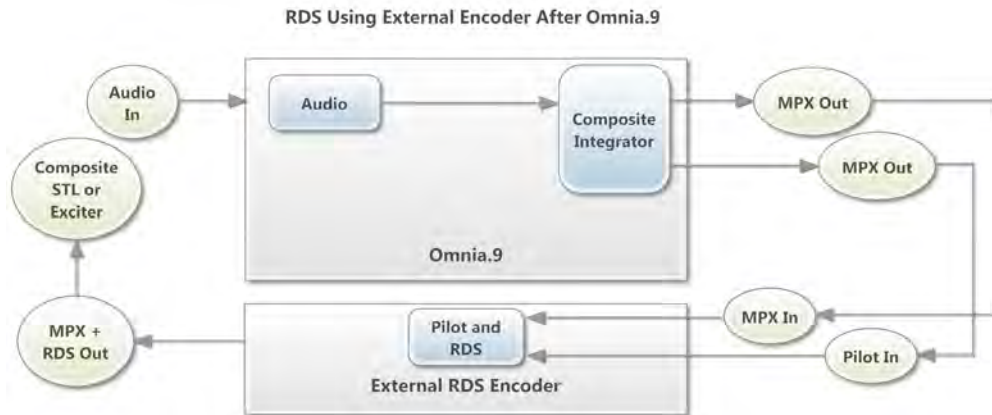 RDS Using External Encoder After Omnia.9
Audio
In
Audio
Composite
Integrator
MPX Out
MPX Out
Composite
STL or
Exciter
Omnia.9
MPX +
RDS Out
Pilot and
RDS
MPX In
Pilot In
External RDS Encoder